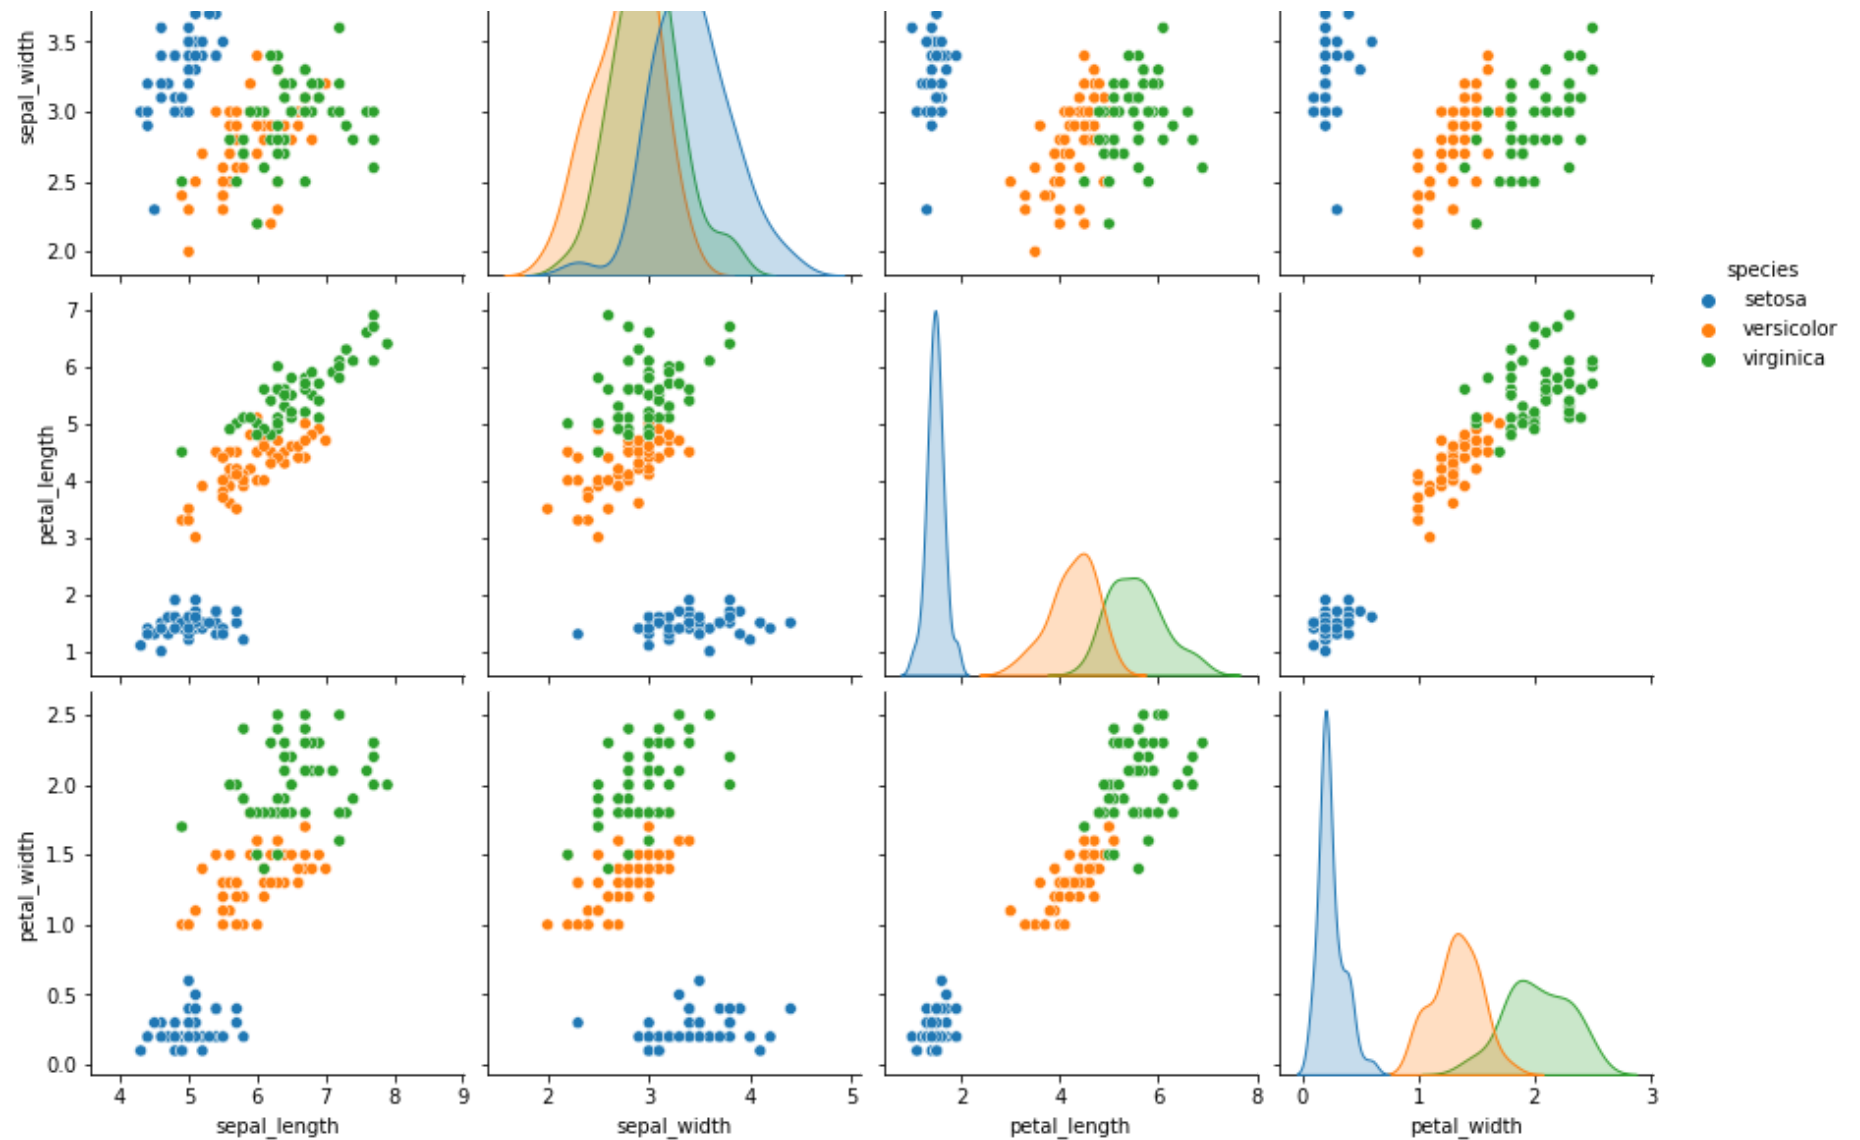 3.5
3.0
2.5
2.0
sepal_width
species
setosa
versicolor
virginica
7
6
5
4
3
2
1
petal_length
2.5
2.0
1.5
1.0
0.5
0.0
petal_width
4 5 6 7 8 9
2 3 4 5
2 4 6 8
0 1 2 3
sepal_length
sepal_width
petal_length
petal_width